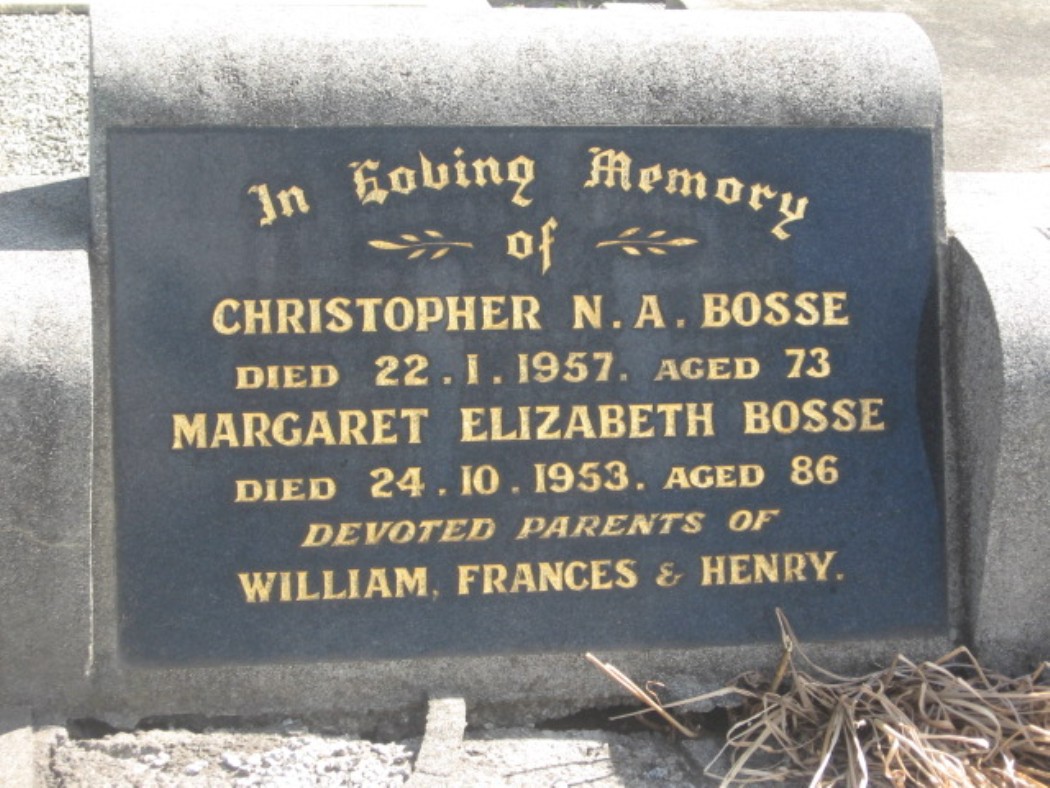 In Loving Memory
of
CHRISTOPHER N. A. BOSSE
DIED 22.1.1957. AGED 73
MARGARET ELIZABETH BOSSE
DIED 24.10.1953. AGED 86
DEVOTED PARENTS OF
WILLIAM, FRANCES & HENRY.